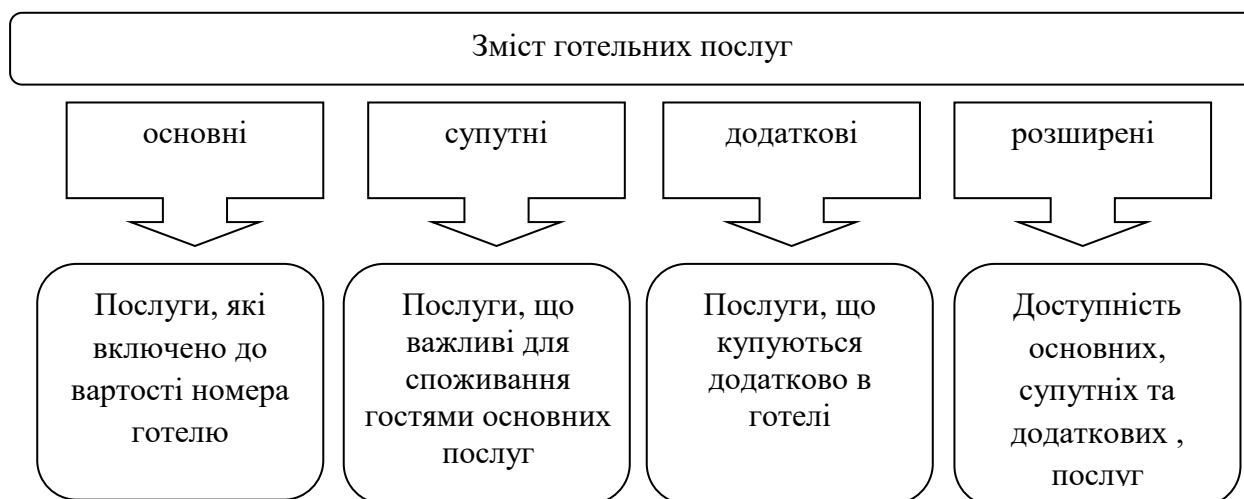 Зміст готельних послуг
основні
супутні
додаткові
розширені
Послуги, які
включено до
вартості номера
готелю
Послуги, що
важливі для
споживання
гостями основних
послуг
Послуги, що
купуються
додатково в
готелі
Доступність
основних,
супутніх та
додаткових ,
послуг